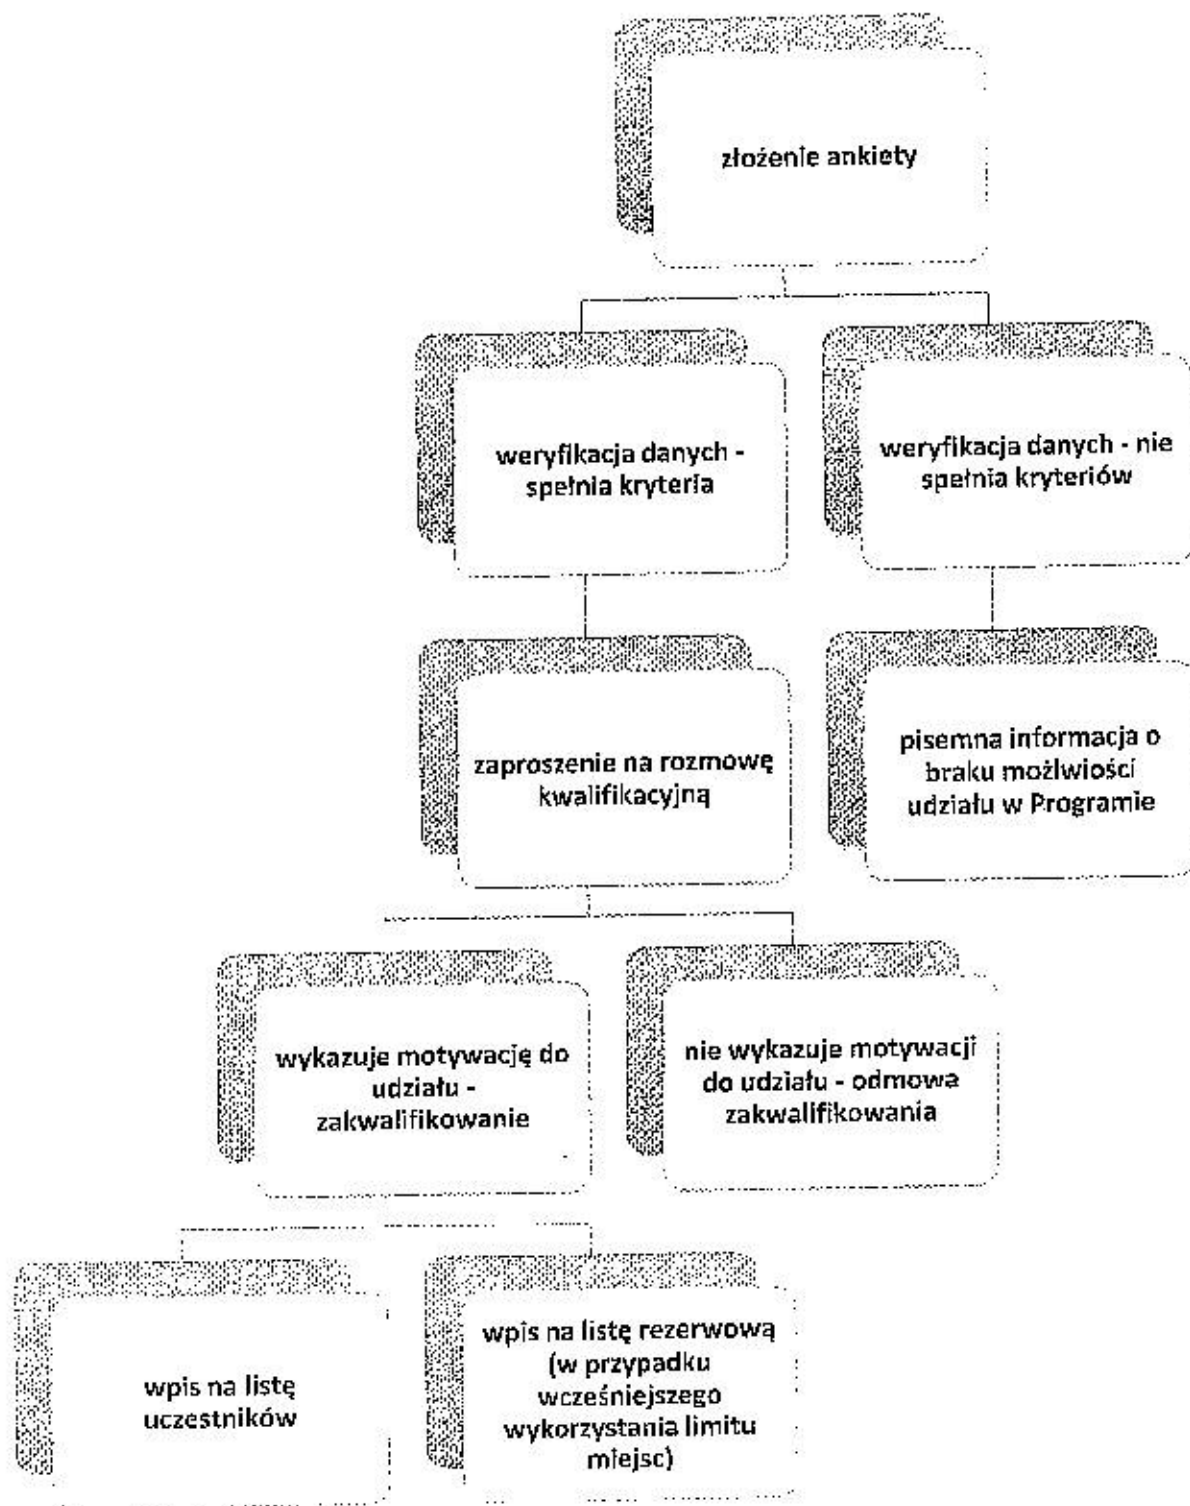 złożenie ankiety
weryfikacja danych -
spełnia kryteria
weryfikacja danych - nie
spełnia kryteriów
zaproszenie na rozmowę
kwalifikacyjną
pisemna informacja o
braku możlwiości
udziału w Programie
wykazuje motywację do
udziału -
zakwalifikowanie
nie wykazuje motywacji
do udziału - odmowa
zakwalifikowania
wpis na listę
uczestników
wpis na listę rezerwową
(w przypadku
wcześniejszego
wykorzystania limitu
miejsc)